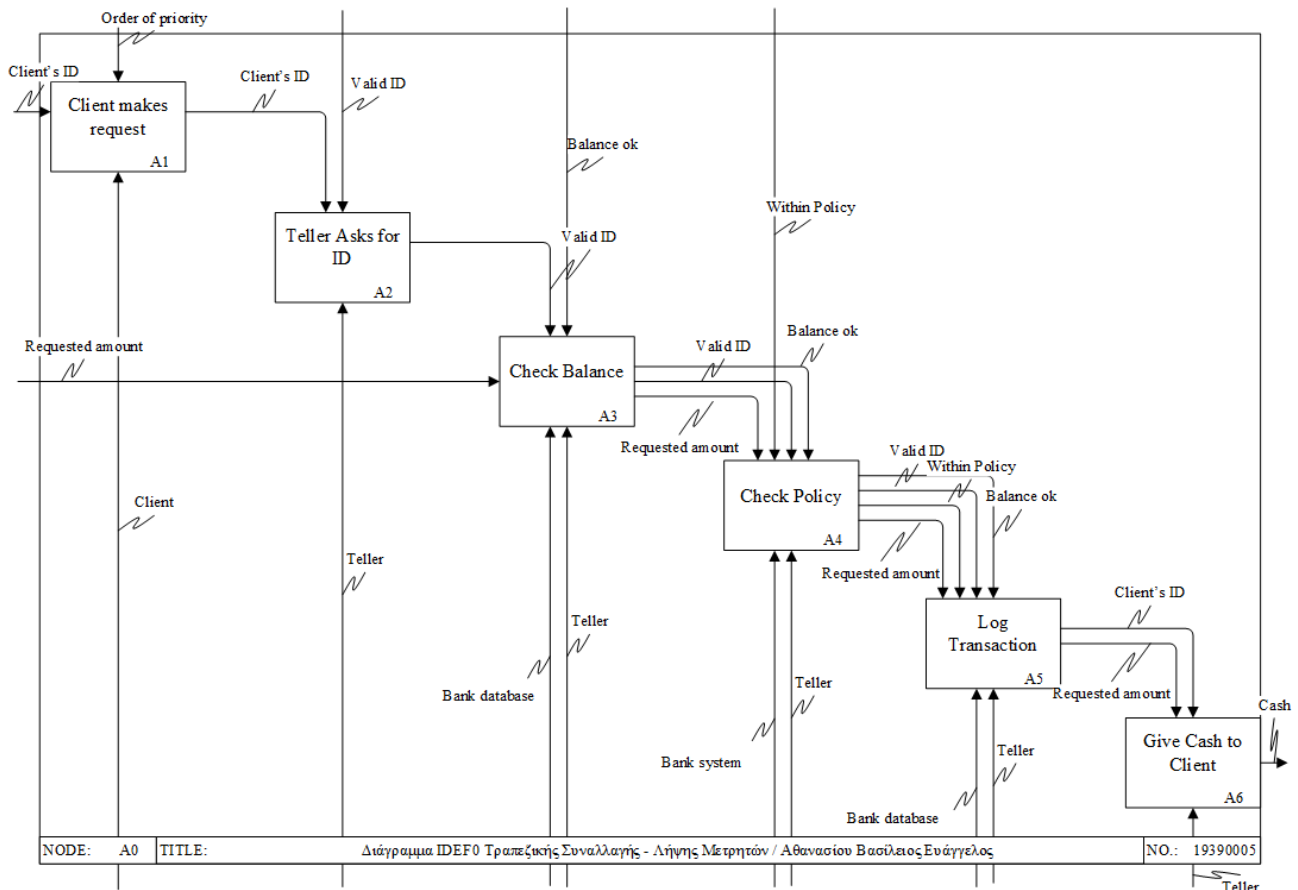 Order of priority
Client's ID
Client's ID
Valid ID
Client makes
request
A1
Balance ok
Within Policy
Teller Asks for
ID
A2
Valid ID
Requested amount
Check Balance
A3
Valid ID
Balance ok
Requested amount
Check Policy
A4
Valid ID
Within Policy
Balance ok
Requested amount
Client
Teller
Teller
Bank database
Log
Transaction
A5
Client's ID
Requested amount
Teller
Bank system
Cash
Give Cash to
Client
A6
Teller
Bank database
NODE: A0 TITLE: Διάγραμμα IDEF0 Τραπεζικής Συναλλαγής - Λήψης Μετρητών / Αθανασίου Βασίλειος Ευάγγελος NO.: 19390005
Teller